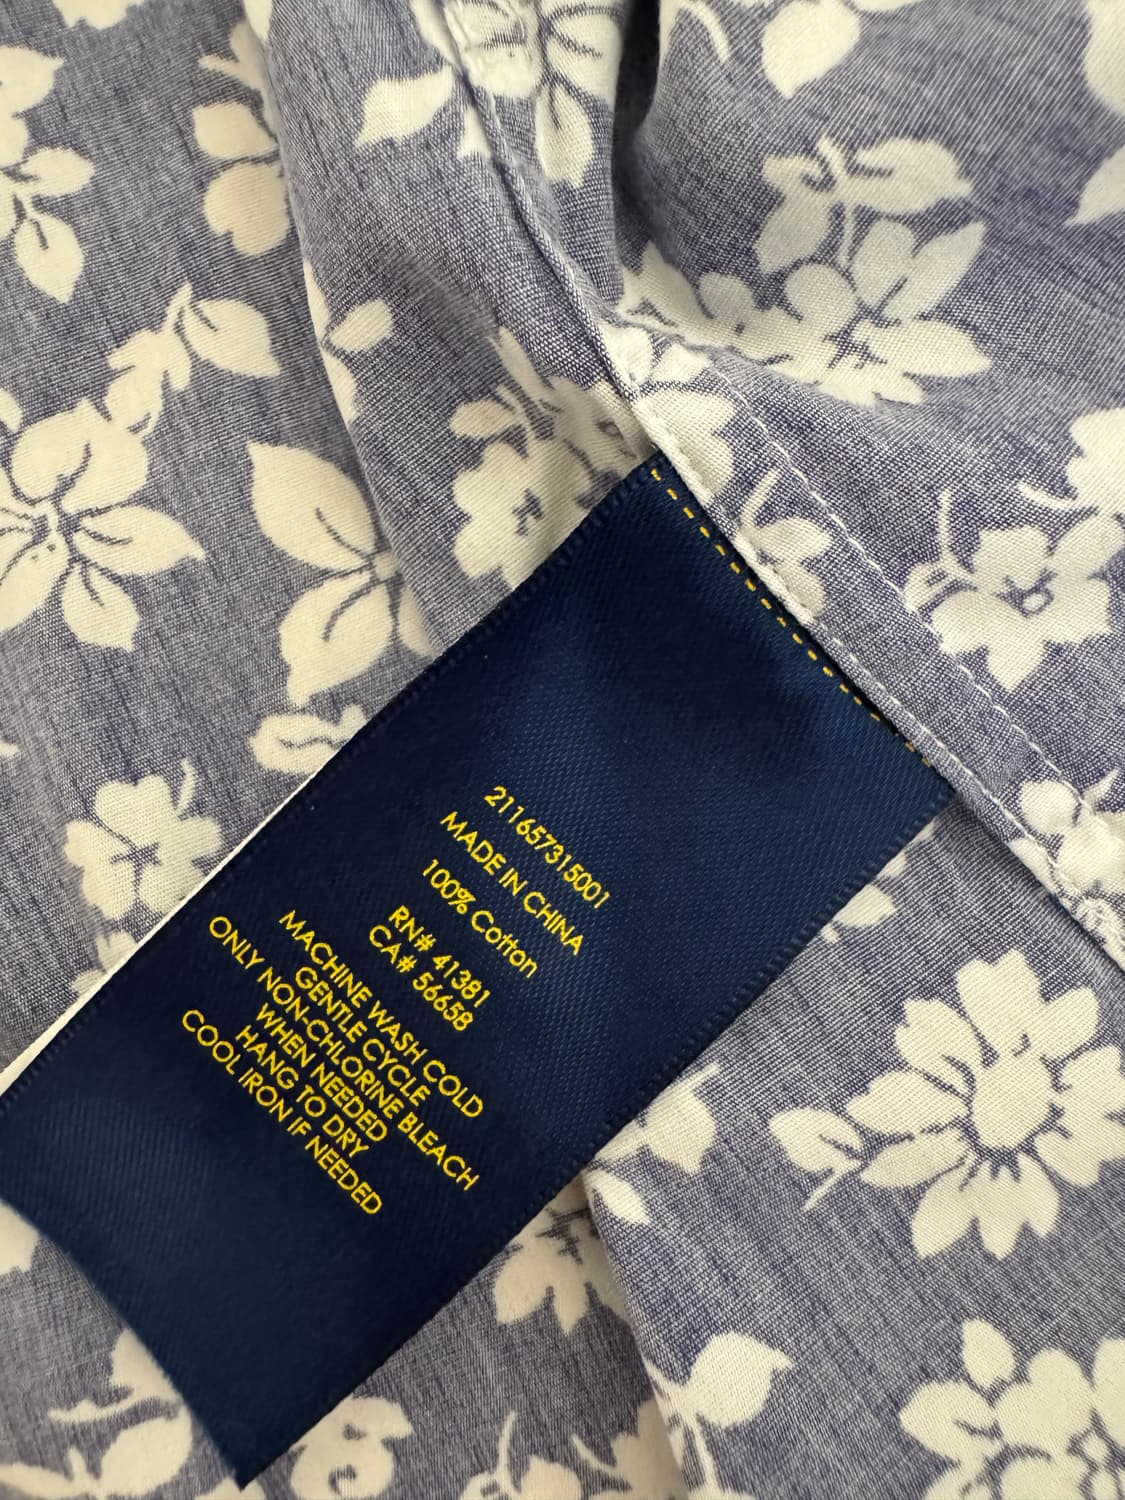 211657315001
MADE IN CHINA
100% Cotton
RN# 41381
CA# 56658
MACHINE WASH COLD
GENTLE CYCLE
ONLY NON-CHLORINE BLEACH
WHEN NEEDED
HANG TO DRY
COOL IRON IF NEEDED